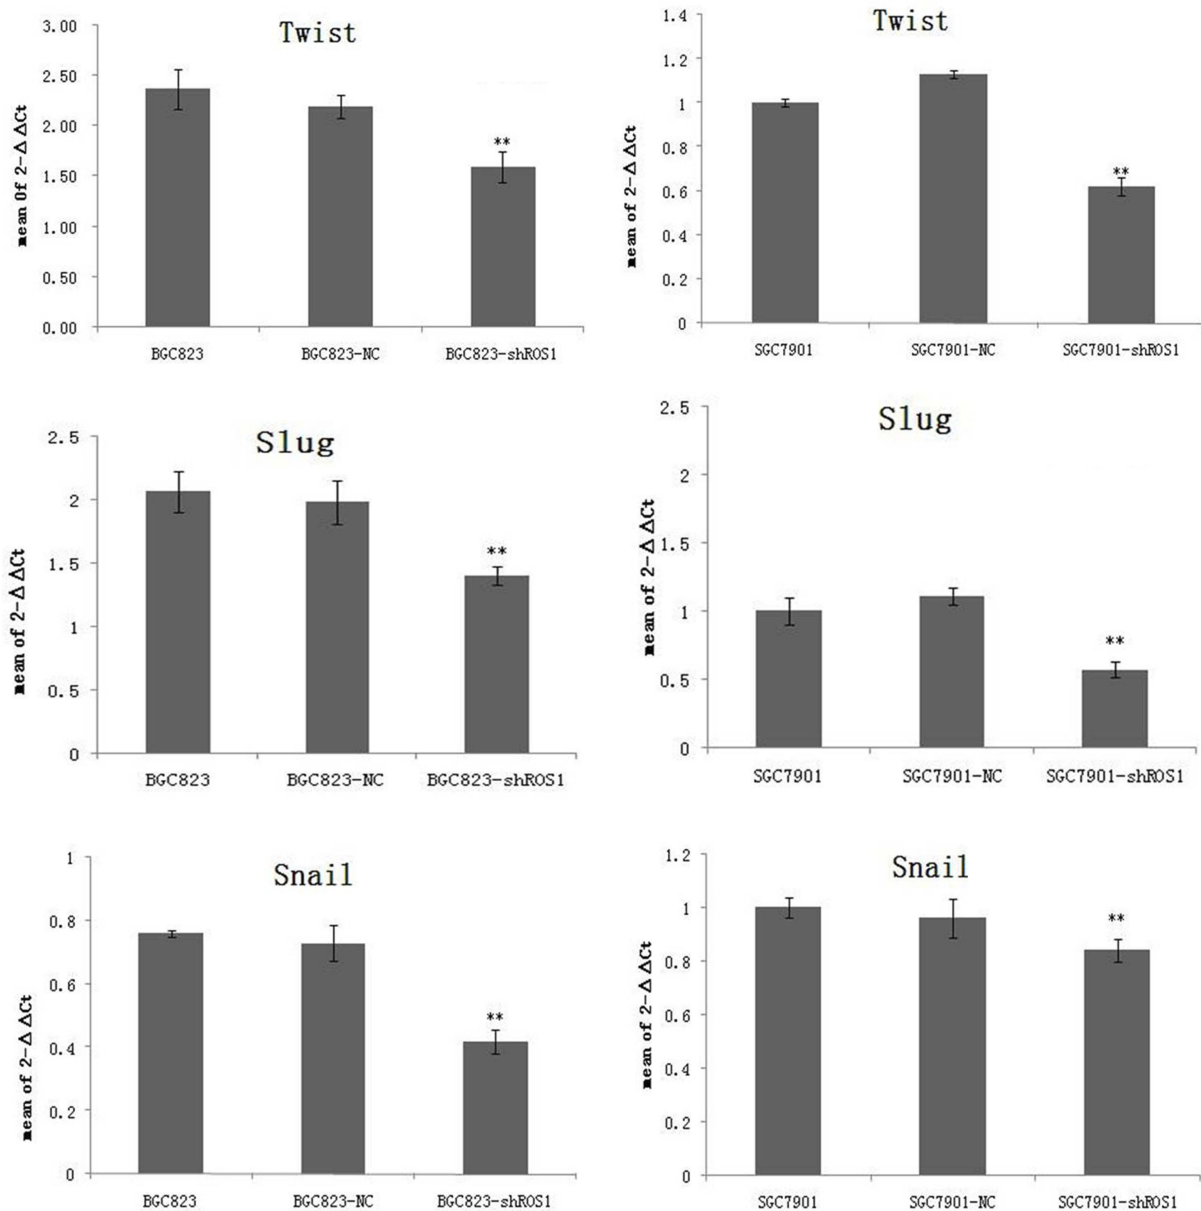 Twist
mean Of 2-Δ ΔCt
3.00
2.50
2.00
1.50
1.00
0.50
0.00
**
BGC823 BGC823-NC BGC823-shROS1
Twist
mean of 2-Δ ΔCt
1.4
1.2
1
0.8
0.6
0.4
0.2
0
**
SGC7901 SGC7901-NC SGC7901-shROS1
Slug
mean of 2-Δ ΔCt
2.5
2
1.5
1
0.5
0
**
BGC823 BGC823-NC BGC823-shROS1
Slug
mean of 2-Δ ΔCt
2.5
2
1.5
1
0.5
0
**
SGC7901 SGC7901-NC SGC7901-shROS1
Snail
mean of 2-Δ ΔCt
1
0.8
0.6
0.4
0.2
0
**
BGC823 BGC823-NC BGC823-shROS1
Snail
mean of 2-Δ ΔCt
1.2
1
0.8
0.6
0.4
0.2
0
**
SGC7901 SGC7901-NC SGC7901-shROS1